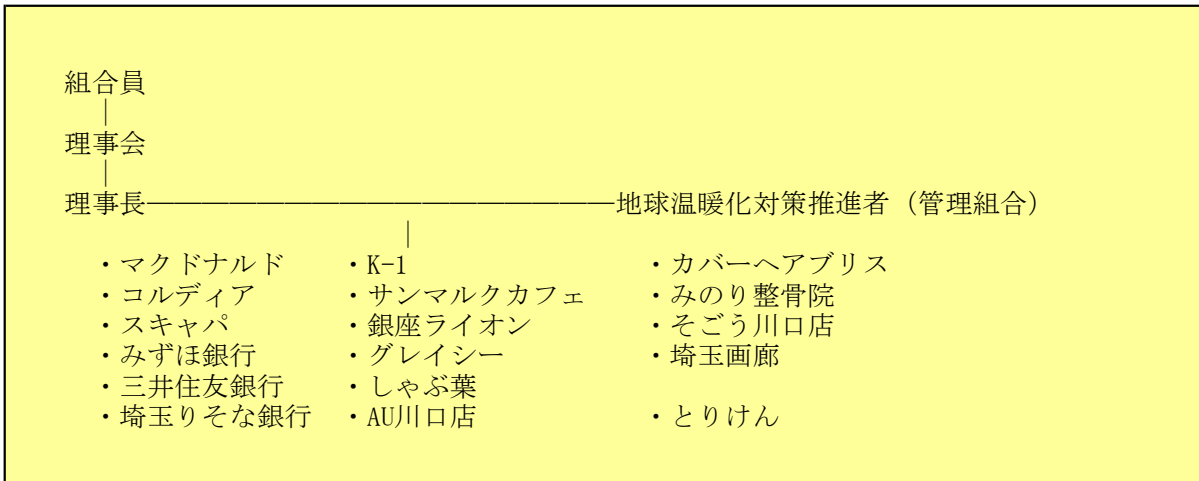 組合員
|
理事会
|
理事長―――――――――――――――――地球温暖化対策推進者（管理組合）
|
・マクドナルド ・K-1 ・カバーヘアブリス
・コルディア ・サンマルクカフェ ・みのり整骨院
・スキャパ ・銀座ライオン ・そごう川口店
・みずほ銀行 ・グレイシー ・埼玉画廊
・三井住友銀行 ・しゃぶ葉
・埼玉りそな銀行 ・AU川口店 ・とりけん